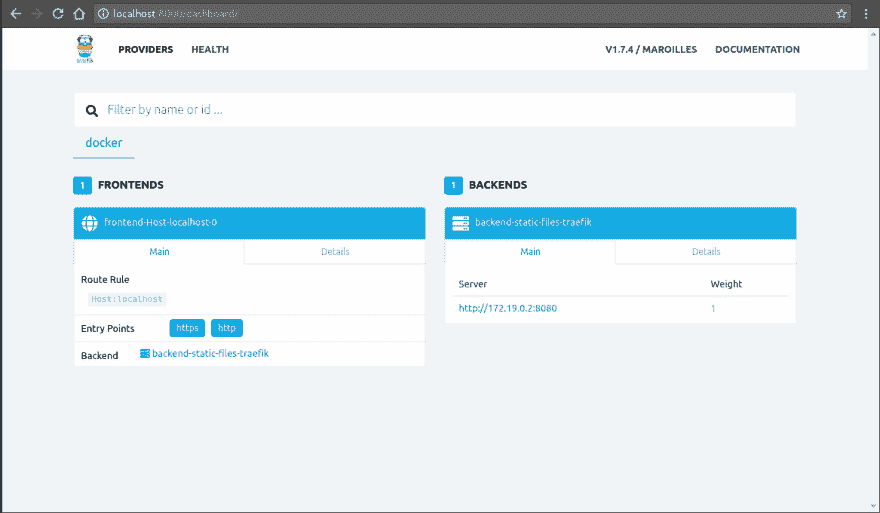 localhost:8080/dashboard/
PROVIDERS HEALTH V1.7.4 / MAROILLES DOCUMENTATION
Filter by name or id ...
docker
1 FRONTENDS
frontend-Host-localhost-0
Main Details
Route Rule
Host:localhost
Entry Points https http
Backend backend-static-files-traefik
1 BACKENDS
backend-static-files-traefik
Main Details
Server Weight
http://172.19.0.2:8080 1